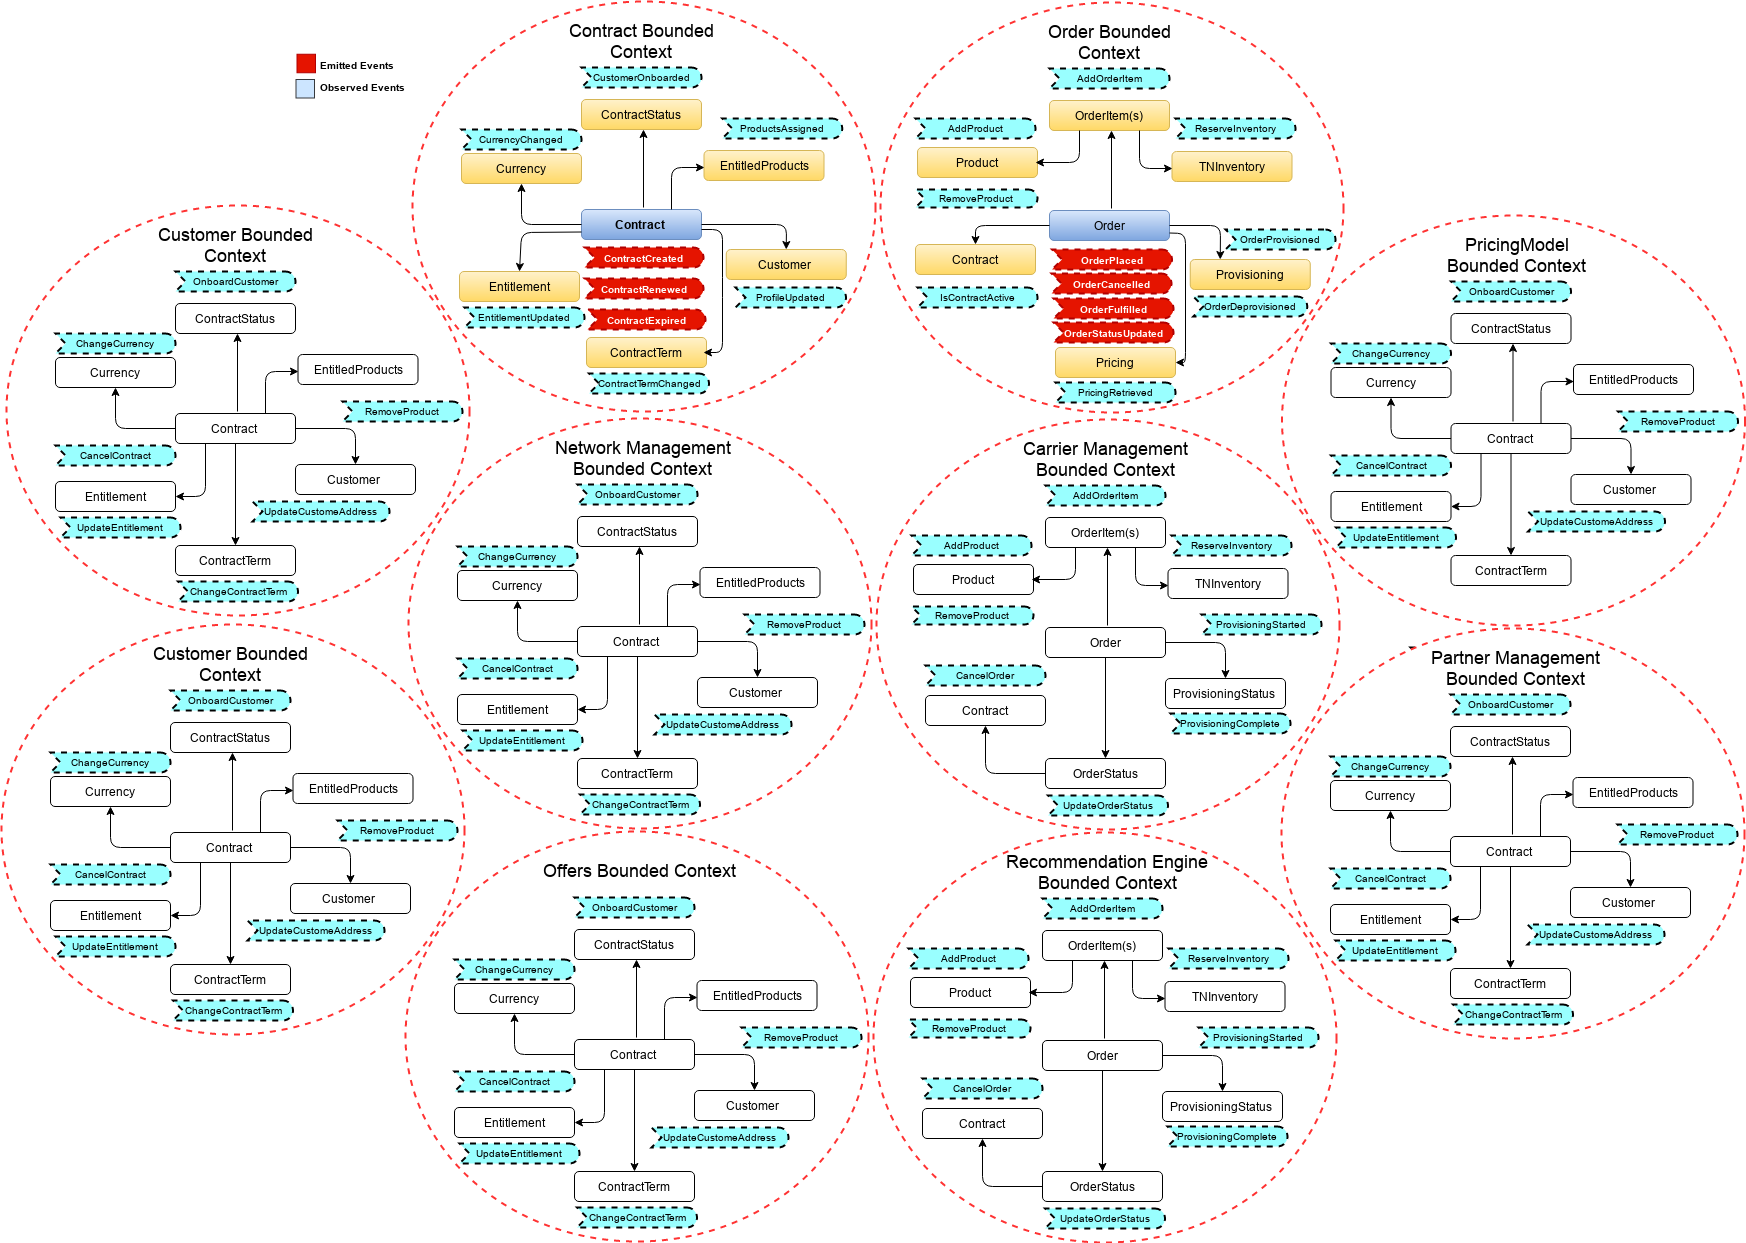 Emitted Events
Observed Events
Contract Bounded
Context
CustomerOnboarded
ContractStatus
CurrencyChanged
ProductsAssigned
Currency
EntitledProducts
Contract
ContractCreated
Customer
Entitlement
ContractRenewed
ProfileUpdated
EntitlementUpdated
ContractExpired
ContractTerm
ContractTermChanged
Order Bounded
Context
AddOrderItem
OrderItem(s)
AddProduct
ReserveInventory
Product
TNInventory
RemoveProduct
Order
OrderProvisioned
Contract
OrderPlaced
Provisioning
OrderCancelled
IsContractActive
OrderDeprovisioned
OrderFulfilled
OrderStatusUpdated
Pricing
PricingRetrieved
Customer Bounded
Context
OnboardCustomer
ContractStatus
ChangeCurrency
Currency
EntitledProducts
RemoveProduct
Contract
CancelContract
Customer
Entitlement
UpdateCustomeAddress
UpdateEntitlement
ContractTerm
ChangeContractTerm
PricingModel
Bounded Context
OnboardCustomer
ContractStatus
ChangeCurrency
Currency
EntitledProducts
RemoveProduct
Contract
CancelContract
Customer
Entitlement
UpdateCustomeAddress
UpdateEntitlement
ContractTerm
Network Management
Bounded Context
OnboardCustomer
ContractStatus
ChangeCurrency
Currency
EntitledProducts
RemoveProduct
Contract
CancelContract
Customer
Entitlement
UpdateCustomeAddress
UpdateEntitlement
ContractTerm
ChangeContractTerm
Carrier Management
Bounded Context
AddOrderItem
OrderItem(s)
AddProduct
ReserveInventory
Product
TNInventory
RemoveProduct
ProvisioningStarted
Order
CancelOrder
ProvisioningStatus
Contract
ProvisioningComplete
OrderStatus
UpdateOrderStatus
Customer Bounded
Context
OnboardCustomer
ContractStatus
ChangeCurrency
Currency
EntitledProducts
RemoveProduct
Contract
CancelContract
Customer
Entitlement
UpdateCustomeAddress
UpdateEntitlement
ContractTerm
ChangeContractTerm
Partner Management
Bounded Context
OnboardCustomer
ContractStatus
ChangeCurrency
Currency
EntitledProducts
RemoveProduct
Contract
CancelContract
Customer
Entitlement
UpdateCustomeAddress
UpdateEntitlement
ContractTerm
ChangeContractTerm
Offers Bounded Context
OnboardCustomer
ContractStatus
ChangeCurrency
Currency
EntitledProducts
RemoveProduct
Contract
CancelContract
Customer
Entitlement
UpdateCustomeAddress
UpdateEntitlement
ContractTerm
ChangeContractTerm
Recommendation Engine
Bounded Context
AddOrderItem
OrderItem(s)
AddProduct
ReserveInventory
Product
TNInventory
RemoveProduct
ProvisioningStarted
Order
CancelOrder
ProvisioningStatus
Contract
ProvisioningComplete
OrderStatus
UpdateOrderStatus